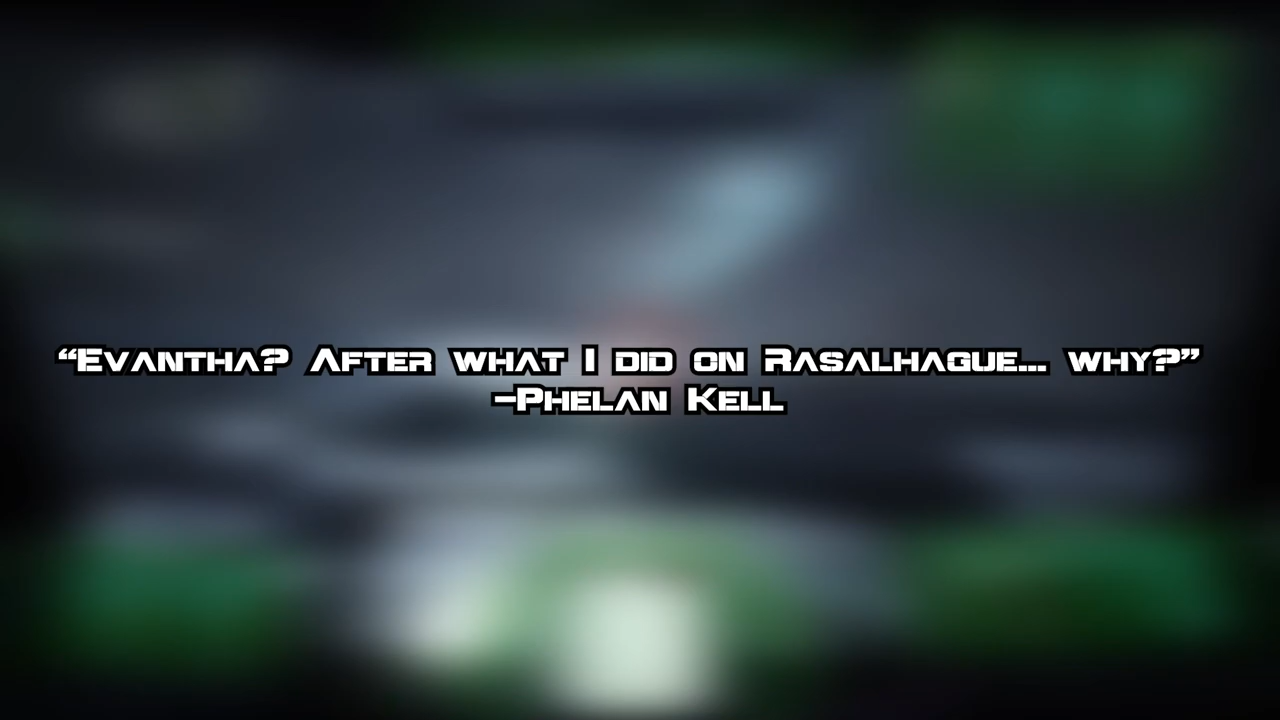 “Evantha? After what I did on Rasalhague... why?”
-Phelan Kell